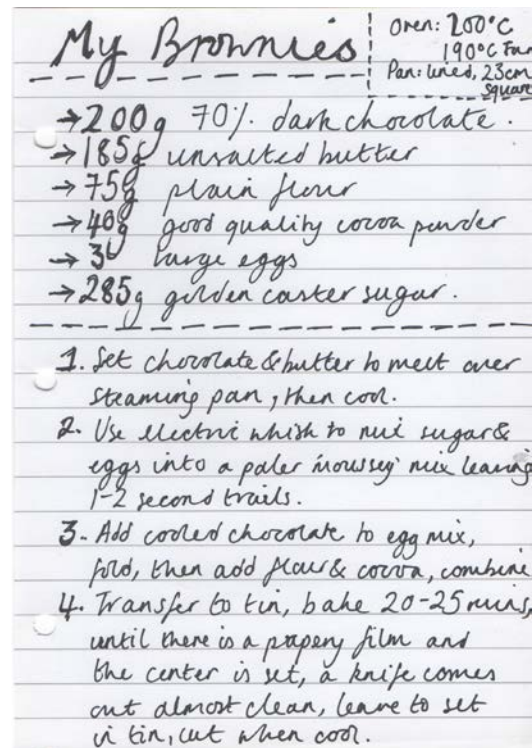 My Brownies
Oven: 200°C
190°C Fan
Pan: lined, 23cm
square
→ 200g 70% dark chocolate.
→ 185g unsalted butter
→ 75g plain flour
→ 40g good quality cocoa powder
→ 3 large eggs
→ 285g golden caster sugar.
1. Set chocolate & butter to melt over
steaming pan, then cool.
2. Use electric whisk to mix sugar &
eggs into a paler 'moussey' mix leaving
1-2 second trails.
3. Add cooled chocolate to egg mix,
fold, then add flour & cocoa, combine
4. Transfer to tin, bake 20-25 mins,
until there is a papery film and
the center is set, a knife comes
out almost clean, leave to set
in tin, cut when cool.